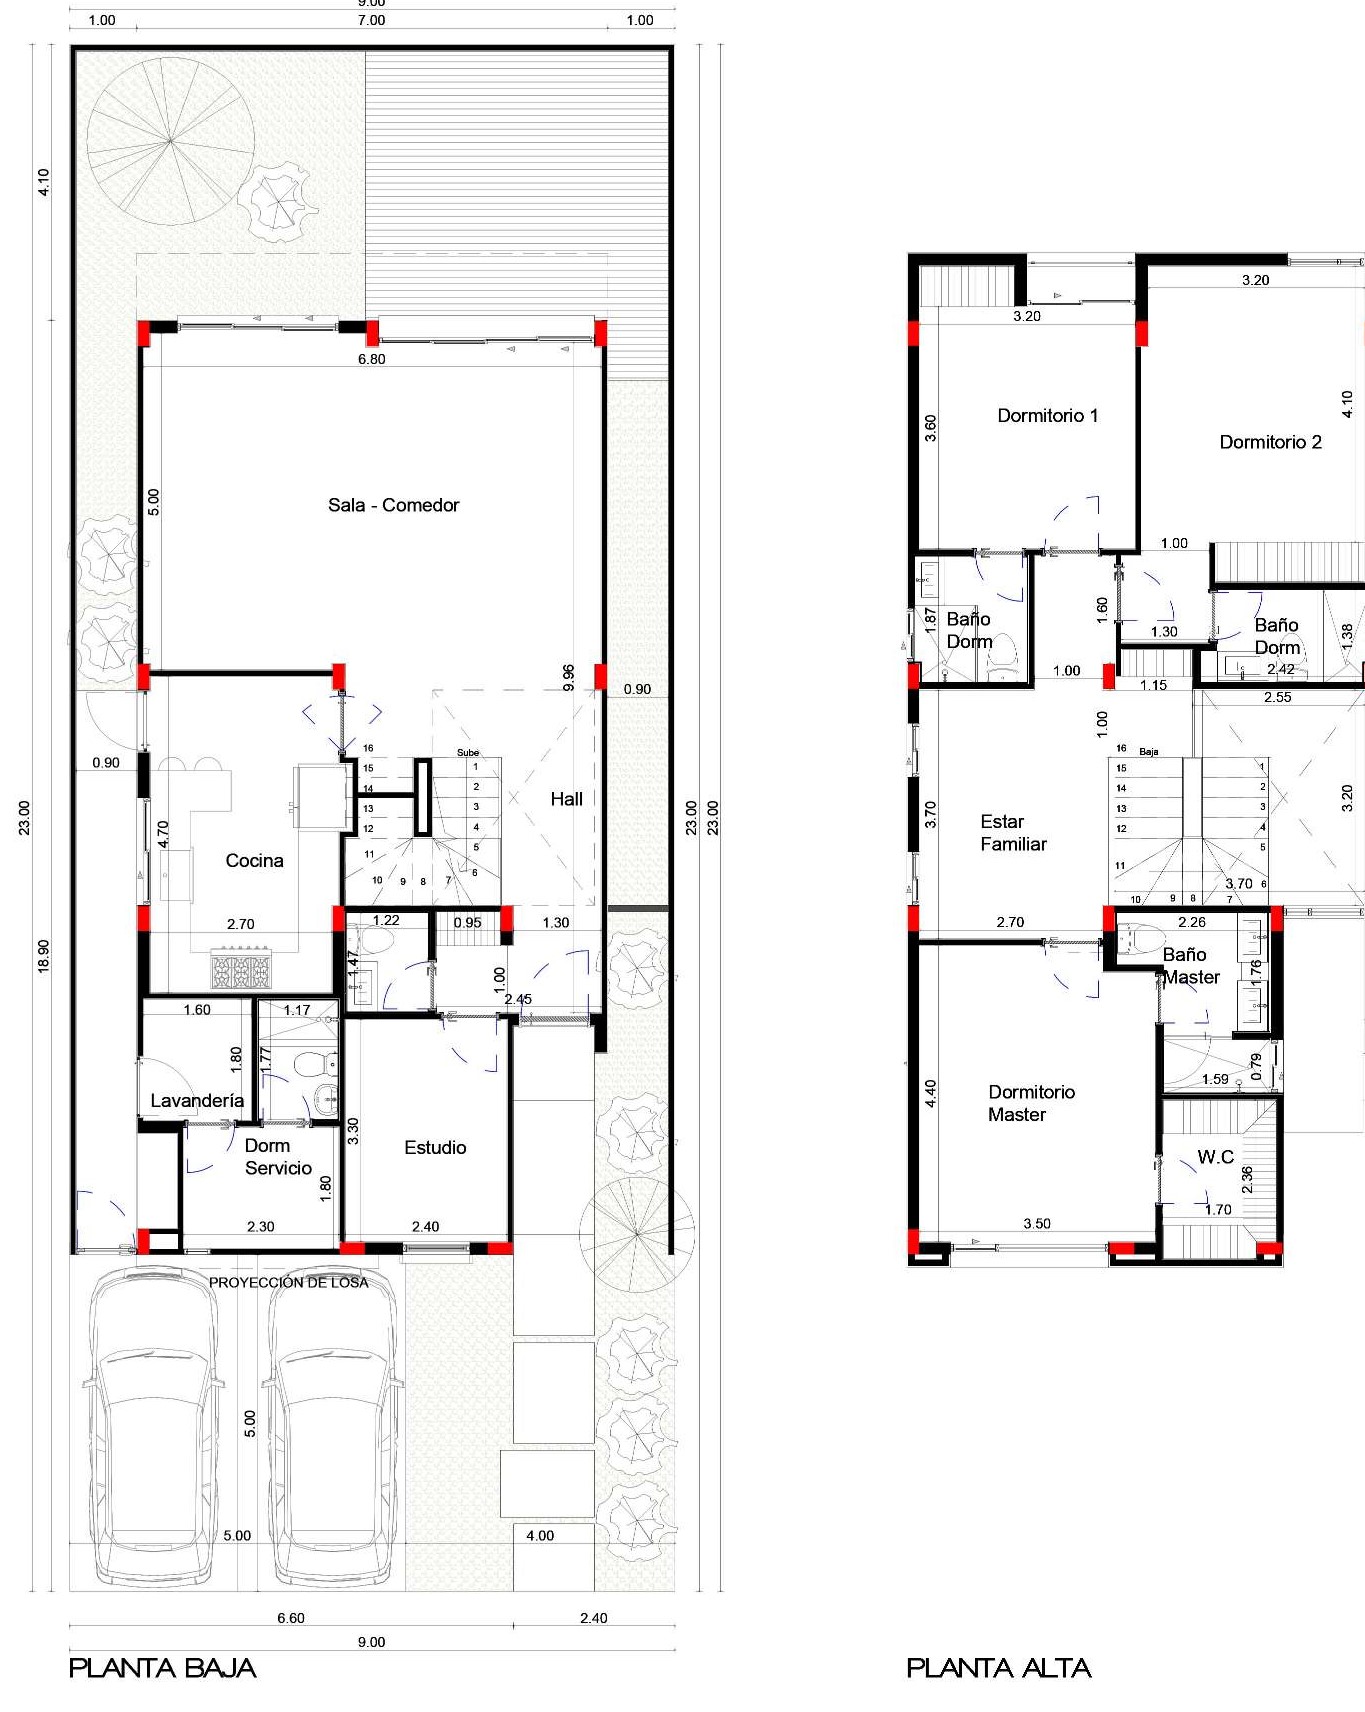 9.00
1.00 7.00 1.00
4.10
3.20
3.20
6.80
4.10
3.60
Dormitorio 1
Dormitorio 2
5.00
Sala - Comedor
1.00
1.87
Baño
Dorm
1.60
1.30
Baño
Dorm
1.38
2.42
9.96
0.90
1.00
1.15
2.55
1.00
16 Sube
15 1
14 2
13 3
12 4
11 5
10 9 8 7 6
16 Baja
15 1
14 2
13 3
12 4
11 5
10 9 8 7 6
0.90
Hall
3.20
23.00
23.00
23.00
3.70
Estar
Familiar
4.70
Cocina
3.70
2.70
1.22
0.95
1.30
2.70
2.26
18.90
1.47
1.00
2.45
Baño
Master
1.76
1.60
1.17
1.80
1.77
0.79
1.59
Lavandería
4.40
Dormitorio
Master
3.30
Dorm
Servicio
Estudio
W.C
1.80
2.36
1.70
2.30
2.40
3.50
PROYECCIÓN DE LOSA
5.00
5.00
4.00
6.60 2.40
9.00
PLANTA BAJA
PLANTA ALTA